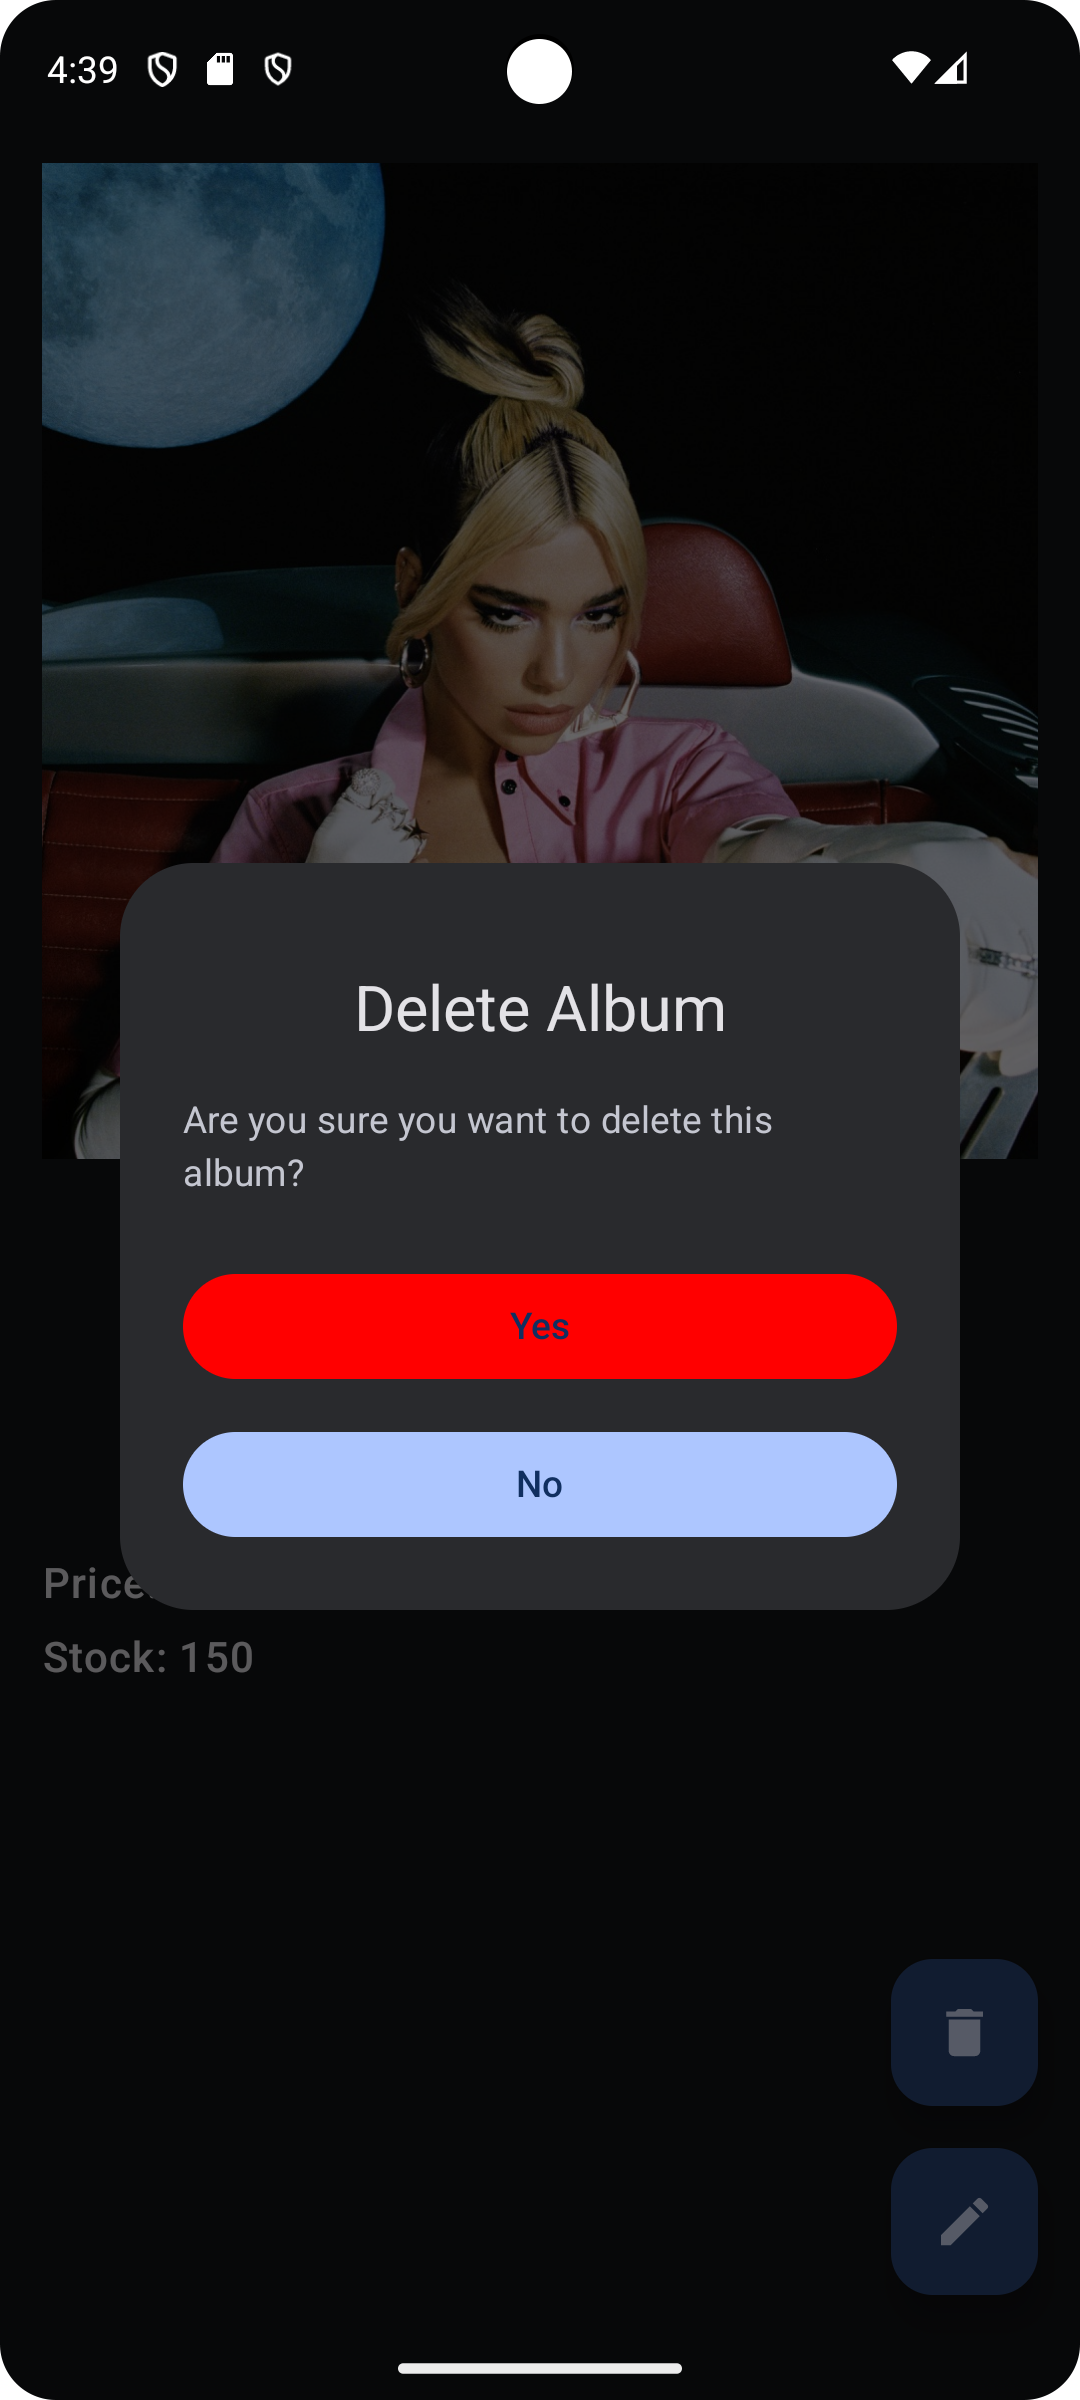 4:39
Delete Album
Are you sure you want to delete this
album?
Yes
No
Price:
Stock: 150